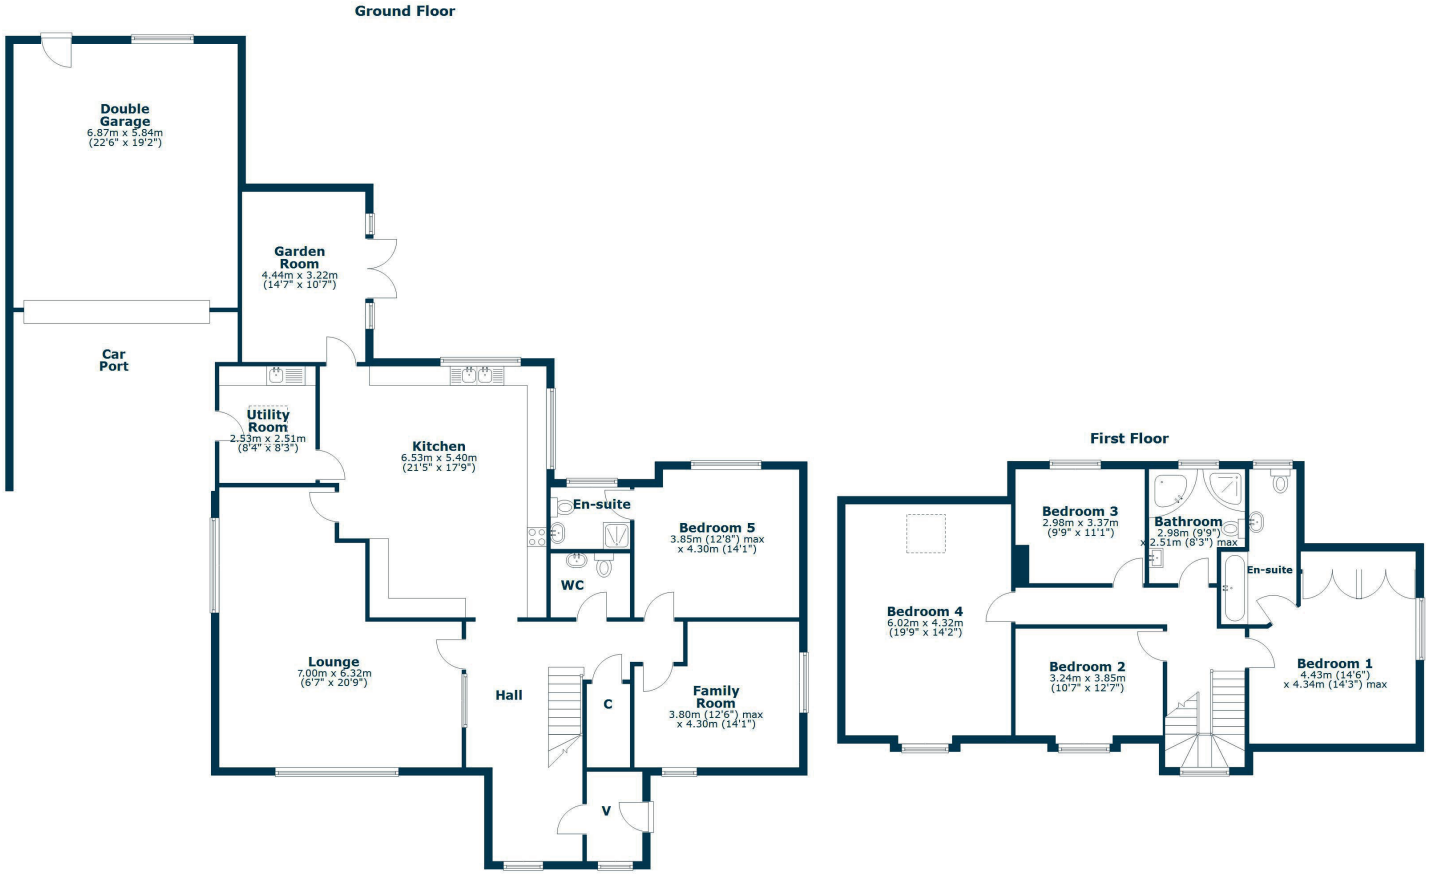 Ground Floor
Double
Garage
6.87m x 5.84m
(22'6" x 19'2")
Garden
Room
4.44m x 3.22m
(14'7" x 10'7")
Car
Port
Utility
Room
2.53m x 2.51m
(8'4" x 8'3")
Kitchen
6.53m x 5.40m
(21'5" x 17'9")
En-suite
Bedroom 5
3.85m (12'8") max
x 4.30m (14'1")
WC
Lounge
7.00m x 6.32m
(6'7" x 20'9")
Hall
C
Family
Room
3.80m (12'6") max
x 4.30m (14'1")
V
First Floor
Bedroom 3
2.98m x 3.37m
(9'9" x 11'1")
Bathroom
2.98m (9'9")
x 2.51m (8'3") max
En-suite
Bedroom 4
6.02m x 4.32m
(19'9" x 14'2")
Bedroom 2
3.24m x 3.85m
(10'7" x 12'7")
Bedroom 1
4.43m (14'6")
x 4.34m (14'3") max